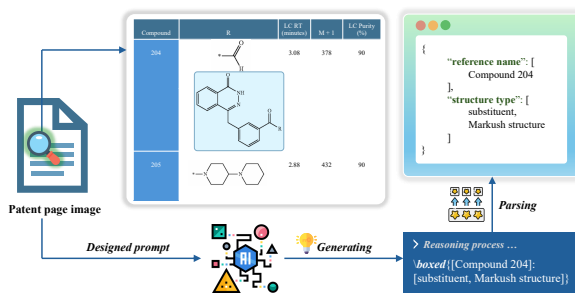 Compound R LC RT (minutes) M + 1 LC Purity (%)
204 3.08 378 90
O
H
O
NH
N
O
R
205 2.88 432 90
N
N
{
"reference name": [
Compound 204
],
"structure type": [
substituent,
Markush structure
]
}
Patent page image
Parsing
Designed prompt
AI
Generating
> Reasoning process …
\boxed{[Compound 204]:
[substituent, Markush structure]}